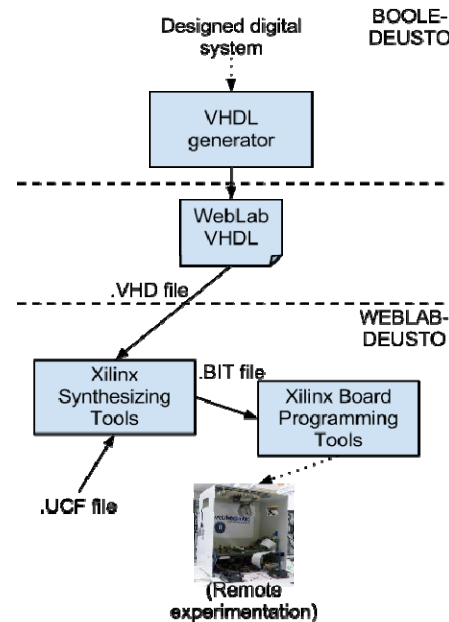 BOOLE-
DEUSTO
Designed digital
system
VHDL
generator
WebLab
VHDL
.VHD file
WEBLAB-
DEUSTO
Xilinx
Synthesizing
Tools
.BIT file
Xilinx Board
Programming
Tools
.UCF file
(Remote
experimentation)